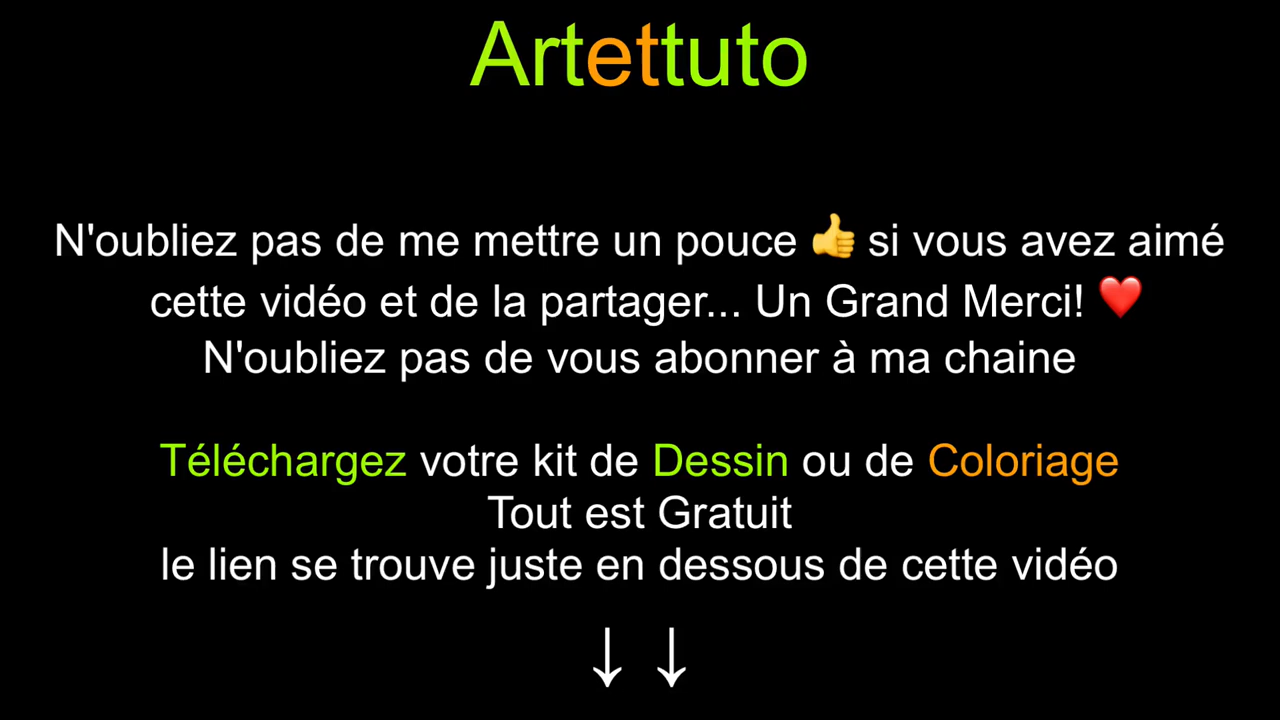 Artettuto
N'oubliez pas de me mettre un pouce 👍 si vous avez aimé
cette vidéo et de la partager... Un Grand Merci! ❤️
N'oubliez pas de vous abonner à ma chaine
Téléchargez votre kit de Dessin ou de Coloriage
Tout est Gratuit
le lien se trouve juste en dessous de cette vidéo
↓ ↓